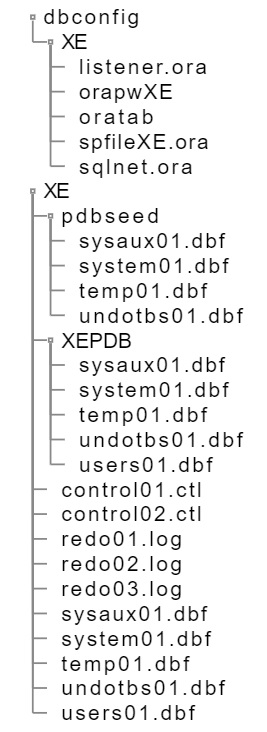 dbconfig
XE
listener.ora
orapwXE
oratab
spfileXE.ora
sqlnet.ora
XE
pdbseed
sysaux01.dbf
system01.dbf
temp01.dbf
undotbs01.dbf
XEPDB
sysaux01.dbf
system01.dbf
temp01.dbf
undotbs01.dbf
users01.dbf
control01.ctl
control02.ctl
redo01.log
redo02.log
redo03.log
sysaux01.dbf
system01.dbf
temp01.dbf
undotbs01.dbf
users01.dbf